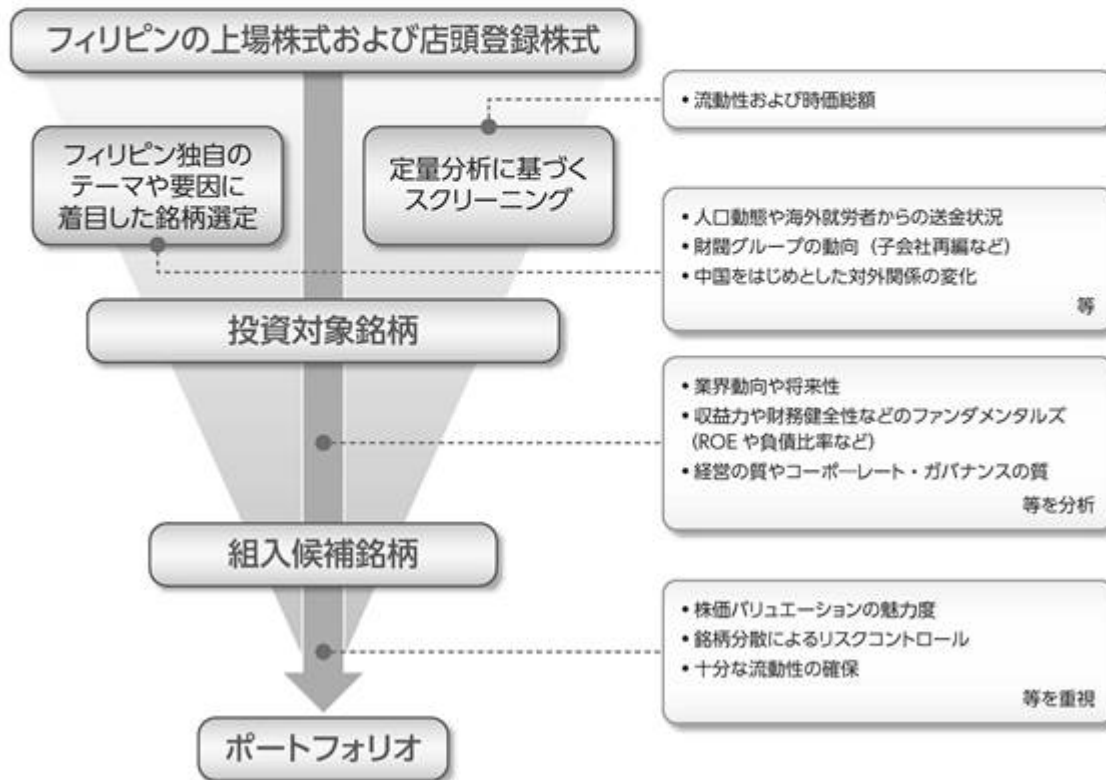 フィリピンの上場株式および店頭登録株式
• 流動性および時価総額
フィリピン独自の
テーマや要因に
着目した銘柄選定
定量分析に基づく
スクリーニング
• 人口動態や海外就労者からの送金状況
• 財閥グループの動向（子会社再編など）
• 中国をはじめとした対外関係の変化
等
投資対象銘柄
• 業界動向や将来性
• 収益力や財務健全性などのファンダメンタルズ
（ROE や負債比率など）
• 経営の質やコーポーレート・ガバナンスの質
等を分析
組入候補銘柄
• 株価バリュエーションの魅力度
• 銘柄分散によるリスクコントロール
• 十分な流動性の確保
等を重視
ポートフォリオ